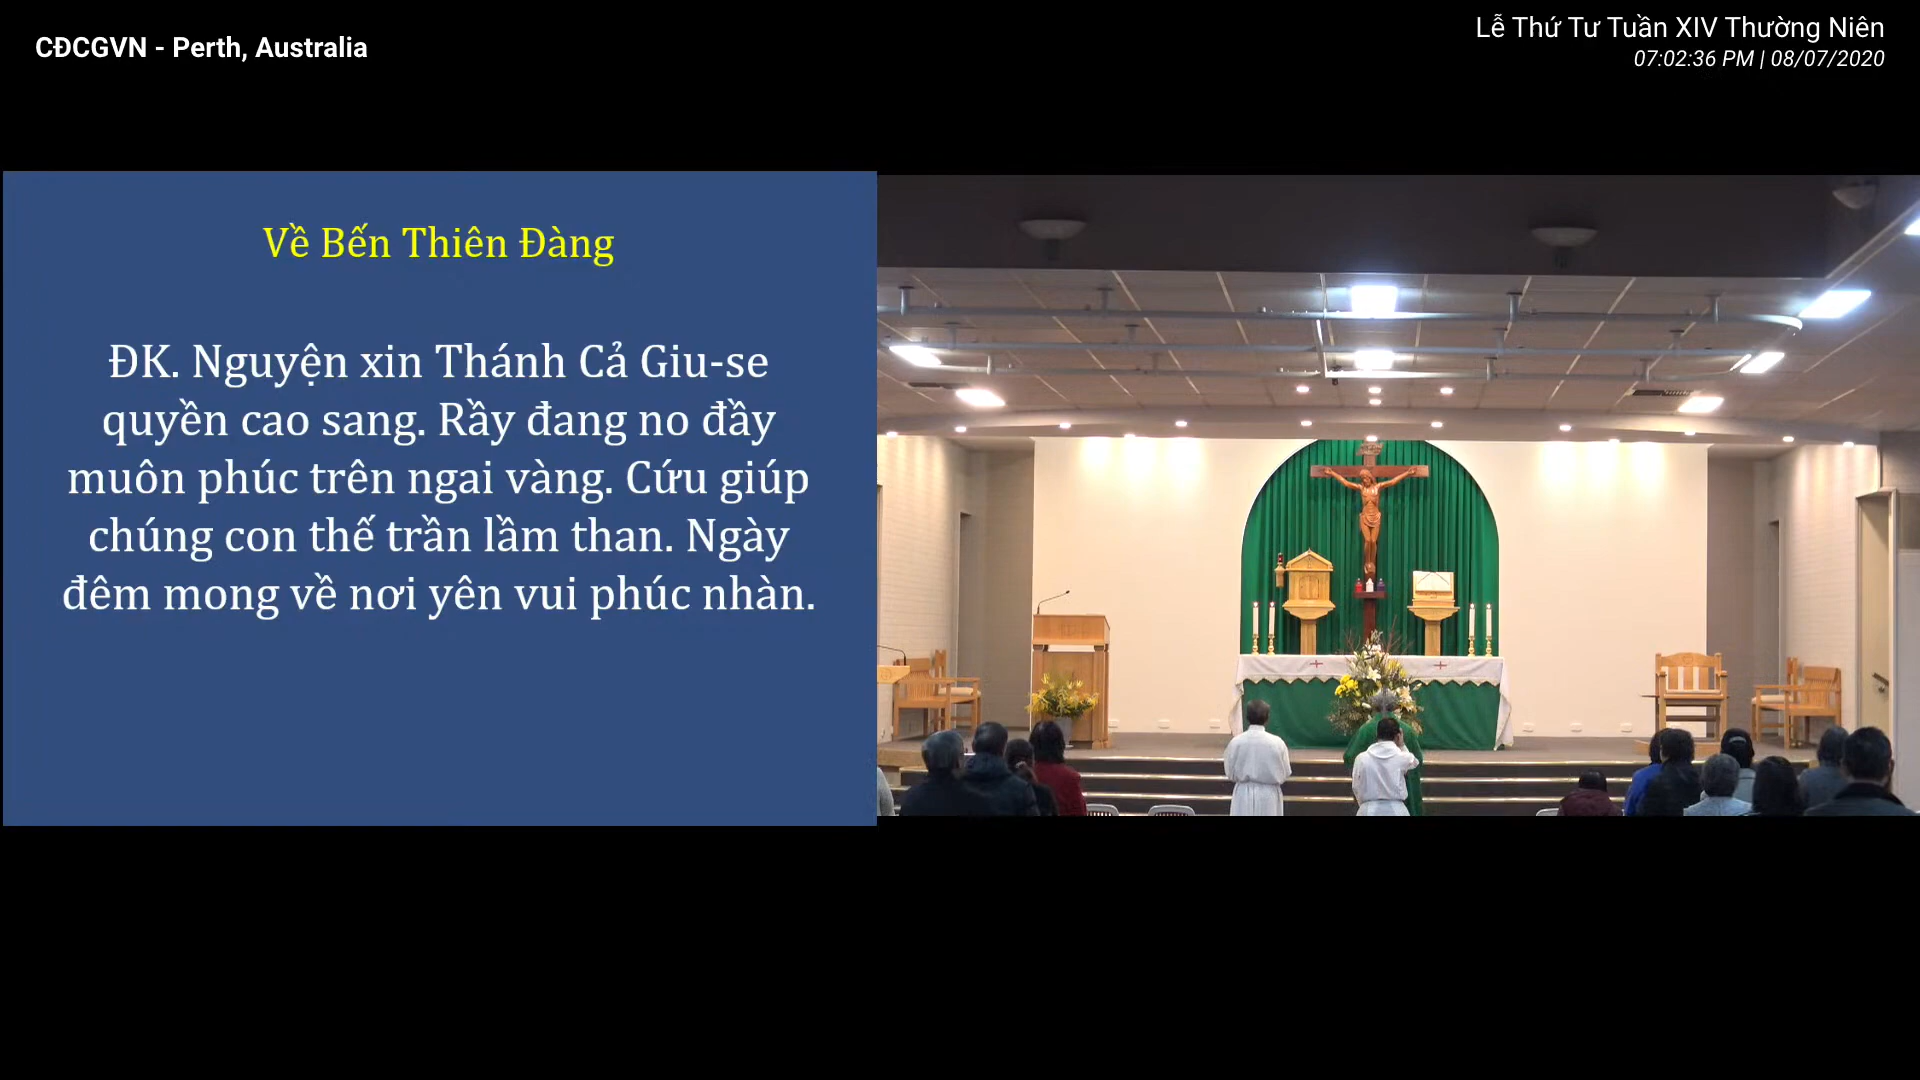 CĐCGVN - Perth, Australia
Lễ Thứ Tư Tuần XIV Thường Niên
07:02:36 PM | 08/07/2020
Về Bến Thiên Đàng
ĐK. Nguyện xin Thánh Cả Giu-se
quyền cao sang. Rầy đang no đầy
muôn phúc trên ngai vàng. Cứu giúp
chúng con thế trần lầm than. Ngày
đêm mong về nơi yên vui phúc nhàn.